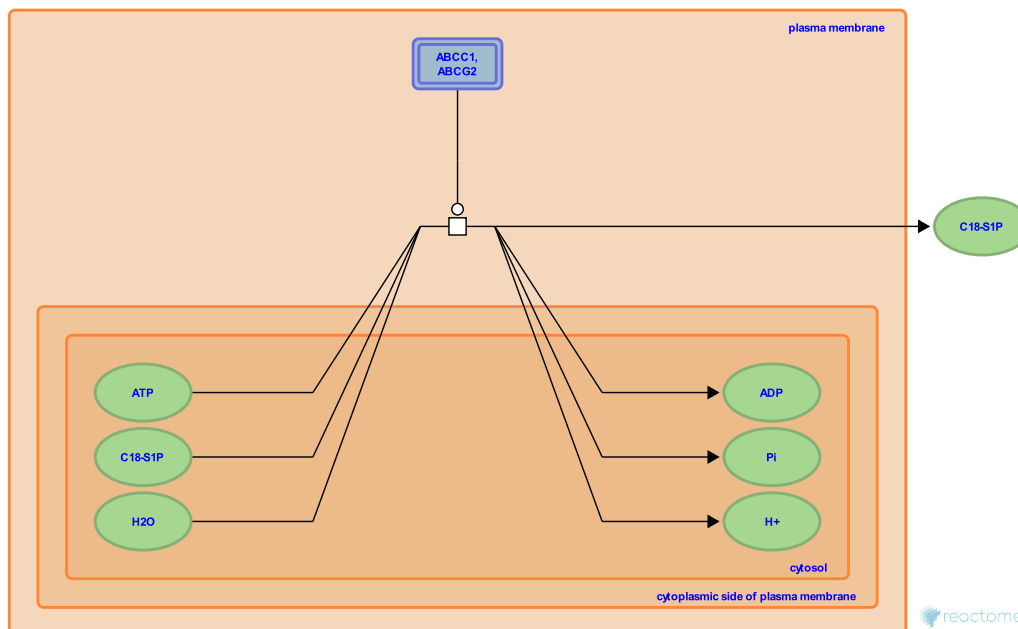 plasma membrane
ABCC1,
ABCG2
C18-S1P
ATP
ADP
C18-S1P
Pi
H2O
H+
cytosol
cytoplasmic side of plasma membrane
reactome